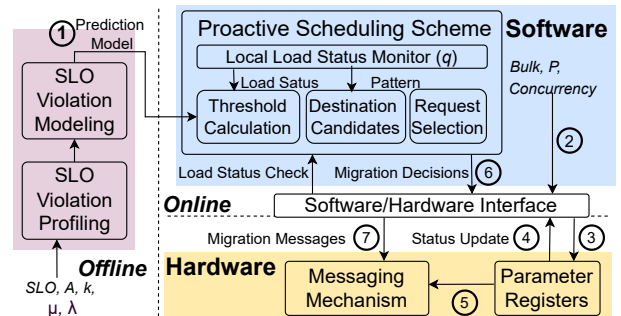 1
Prediction
Model
Proactive Scheduling Scheme
Software
Local Load Status Monitor (q)
Load Satus
Pattern
Threshold
Calculation
Destination
Candidates
Request
Selection
Bulk, P,
Concurrency
SLO
Violation
Modeling
SLO
Violation
Profiling
2
Load Status Check
Migration Decisions
6
Online
Software/Hardware Interface
Migration Messages
7
Status Update
4
3
Offline
Hardware
SLO, A, k,
μ, λ
Messaging
Mechanism
5
Parameter
Registers